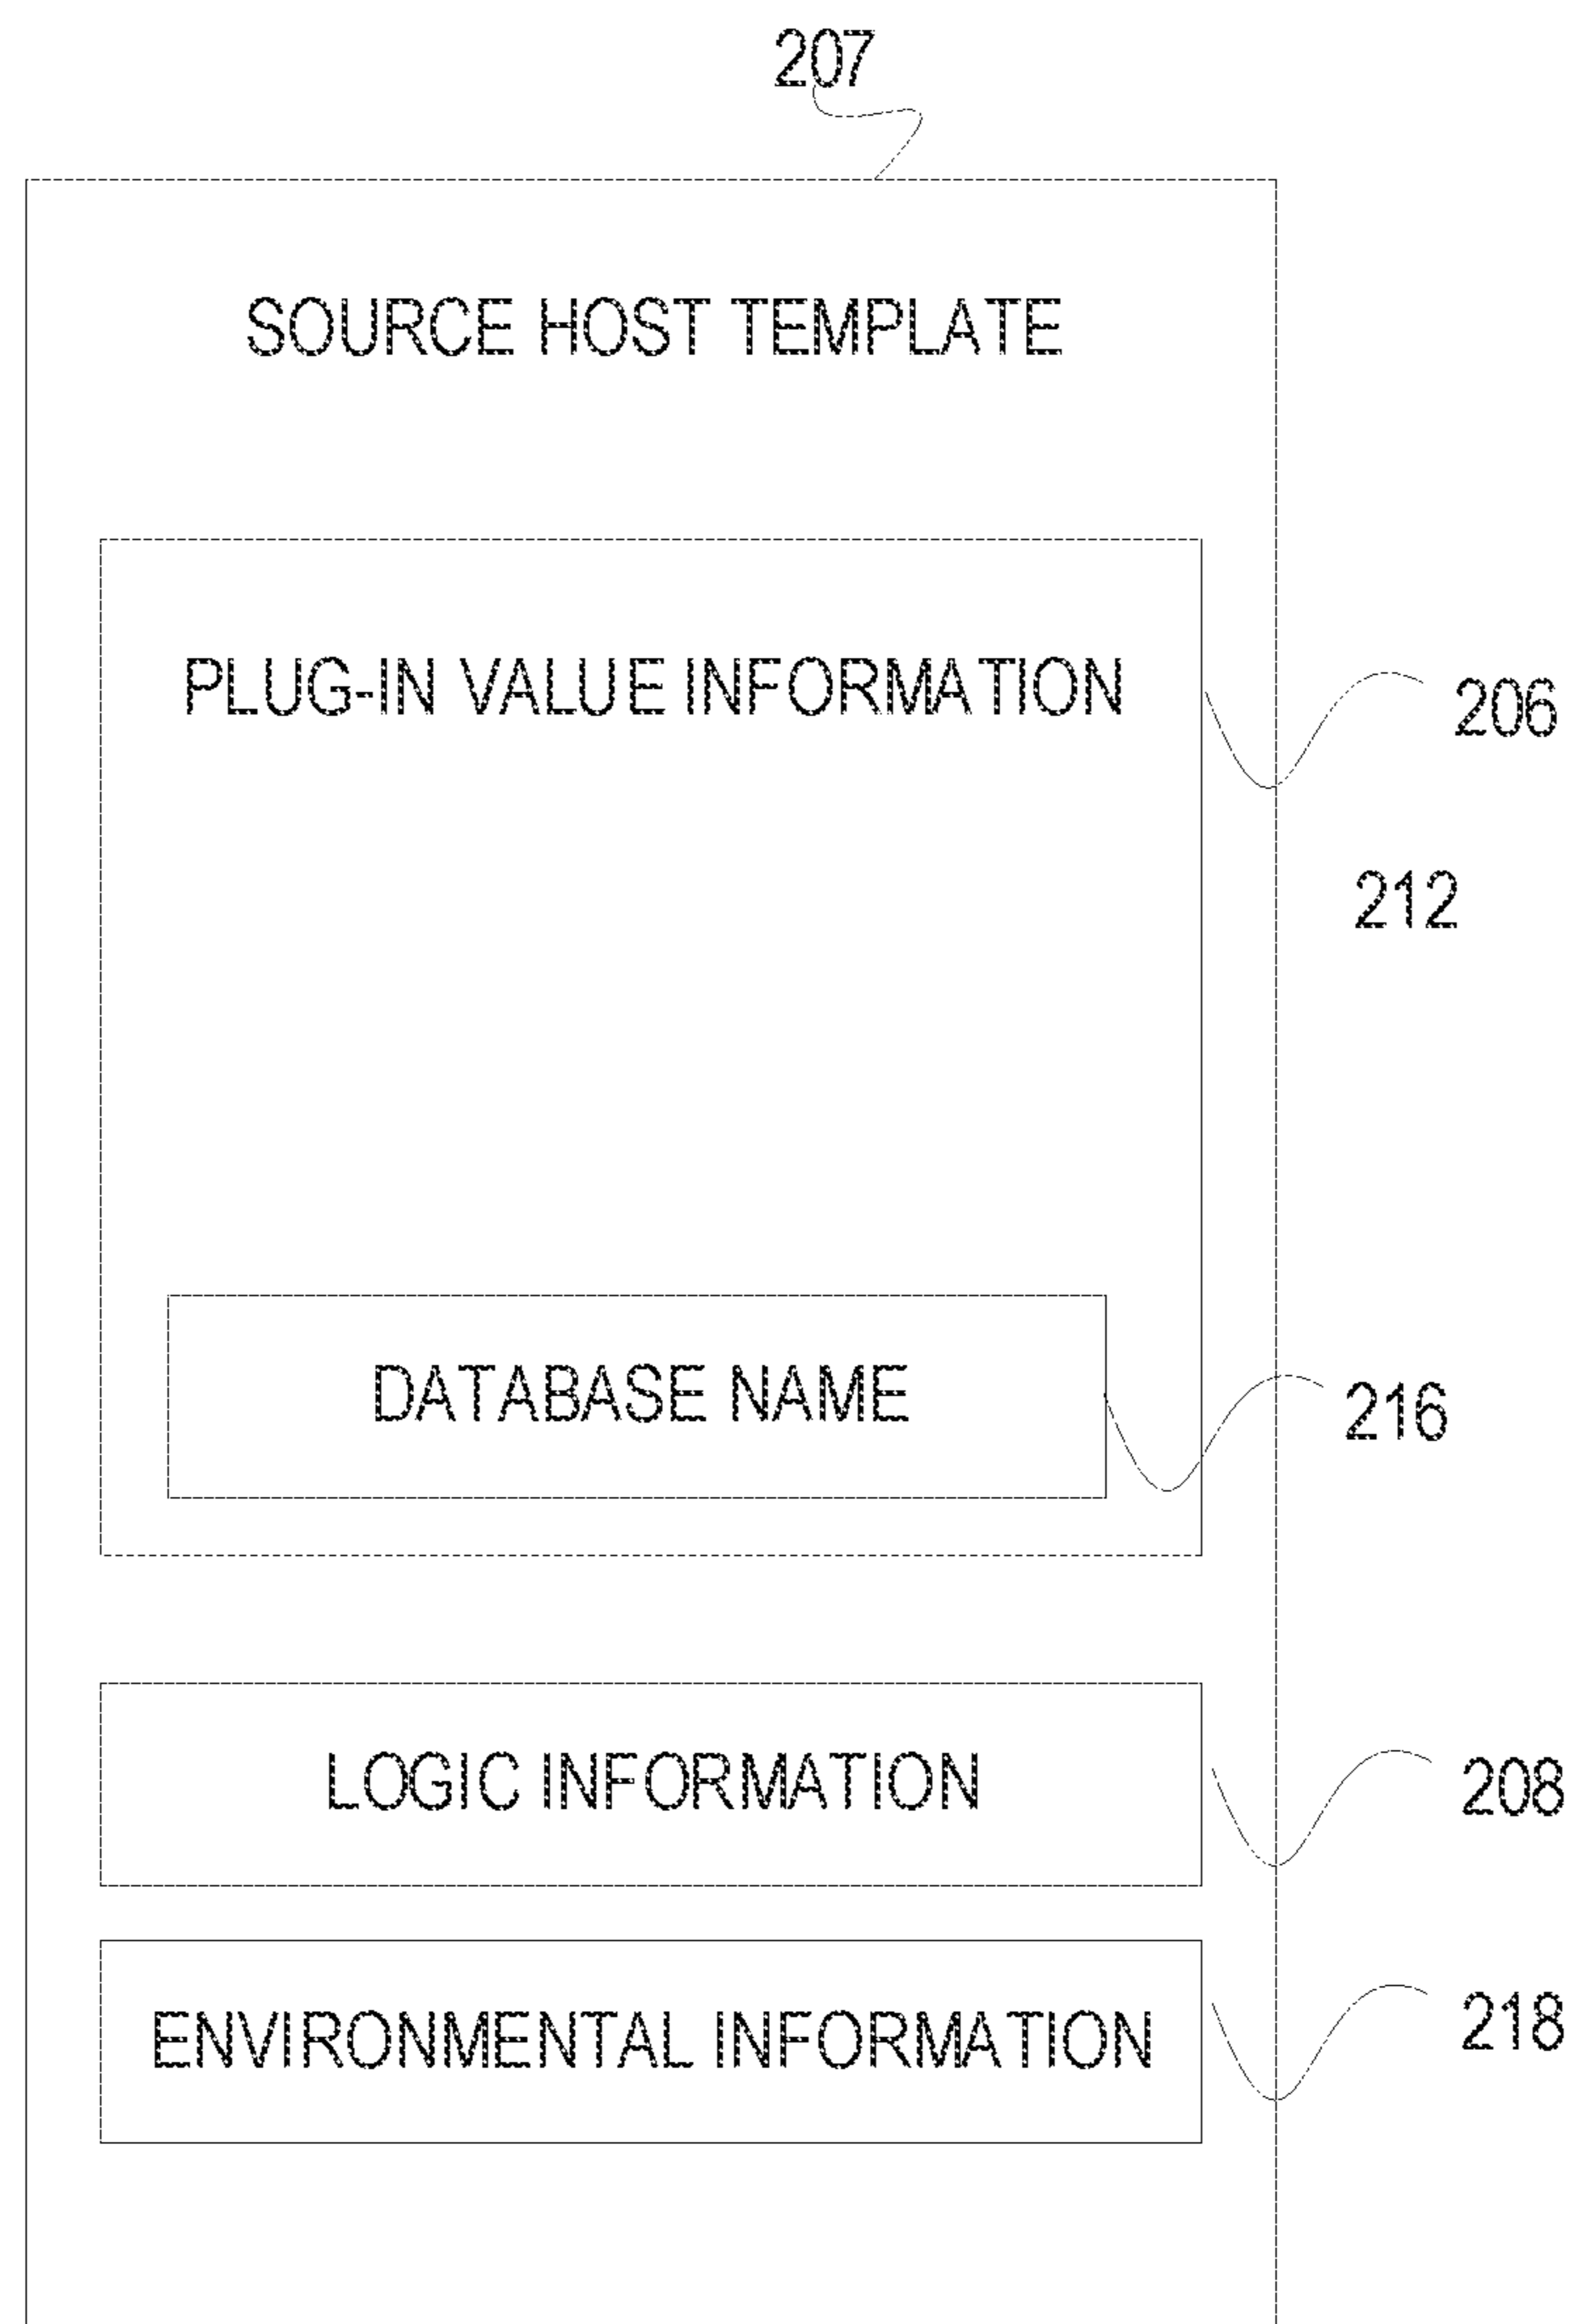 207
SOURCE HOST TEMPLATE
PLUG-IN VALUE INFORMATION
206
212
DATABASE NAME
216
LOGIC INFORMATION
208
ENVIRONMENTAL INFORMATION
218